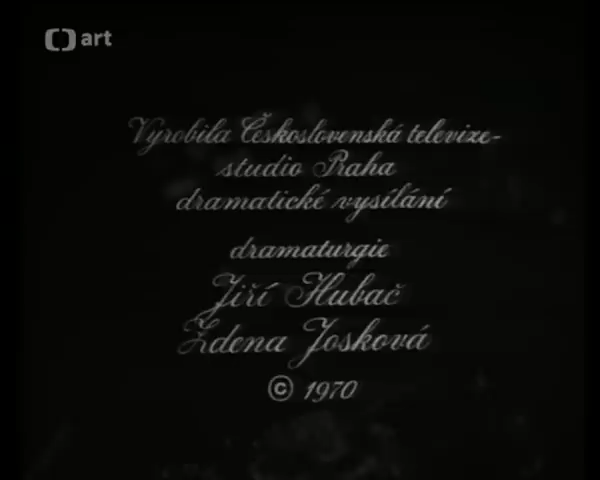 art
Vyrobila Československá televize-
studio Praha
dramatické vysílání
dramaturgie
Jiří Hubač
Zdena Josková
© 1970